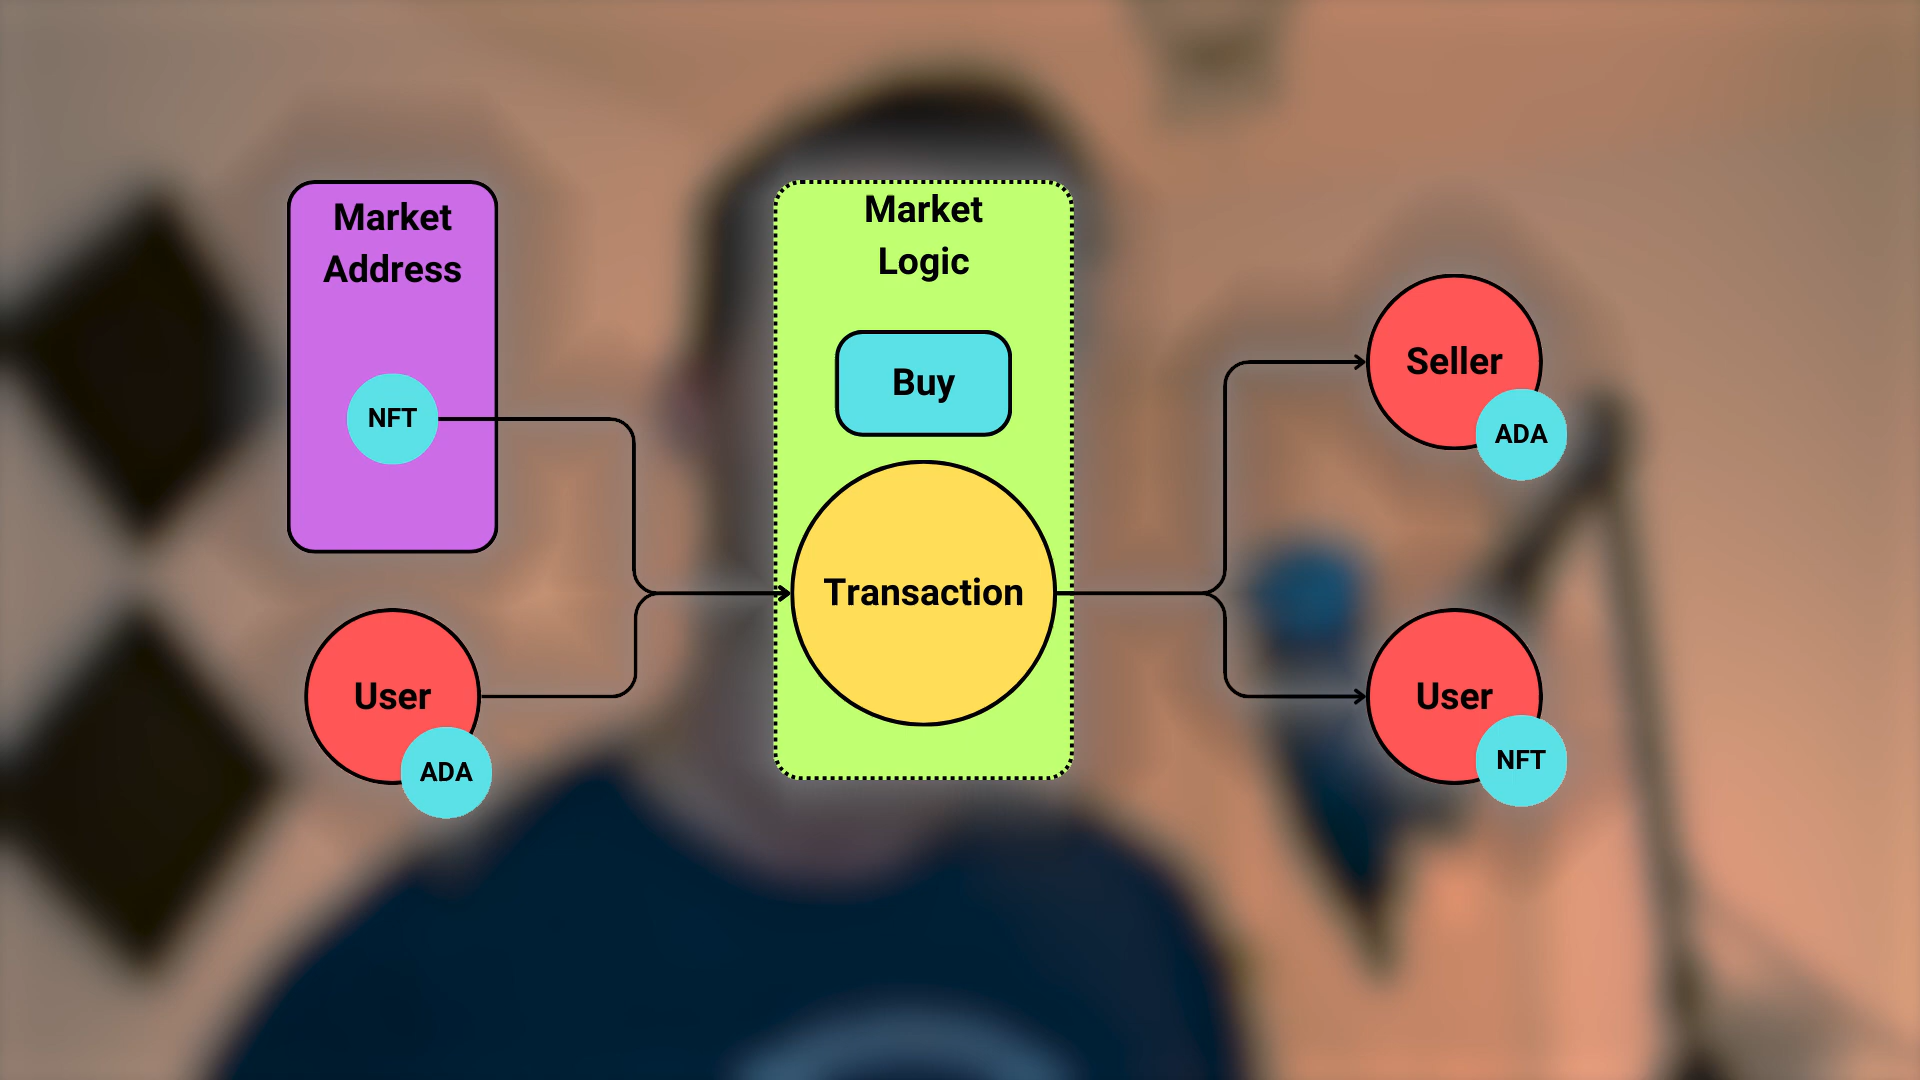 Market
Address
NFT
User
ADA
Market
Logic
Buy
Transaction
Seller
ADA
User
NFT